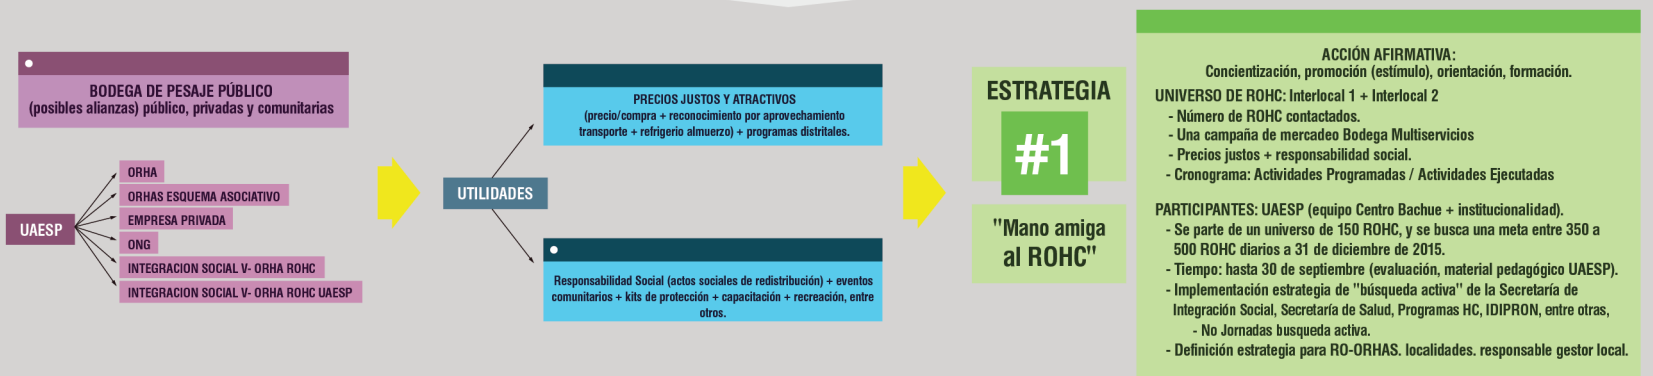 BODEGA DE PESAJE PÚBLICO
(posibles alianzas) público, privadas y comunitarias
UAESP
ORHA
ORHAS ESQUEMA ASOCIATIVO
EMPRESA PRIVADA
ONG
INTEGRACION SOCIAL V- ORHA ROHC
INTEGRACION SOCIAL V- ORHA ROHC UAESP
UTILIDADES
PRECIOS JUSTOS Y ATRACTIVOS
(precio/compra + reconocimiento por aprovechamiento
transporte + refrigerio almuerzo) + programas distritales.
Responsabilidad Social (actos sociales de redistribución) + eventos
comunitarios + kits de protección + capacitación + recreación, entre
otros.
ESTRATEGIA
#1
"Mano amiga
al ROHC"
ACCIÓN AFIRMATIVA:
Concientización, promoción (estímulo), orientación, formación.
UNIVERSO DE ROHC: Interlocal 1 + Interlocal 2
- Número de ROHC contactados.
- Una campaña de mercadeo Bodega Multiservicios
- Precios justos + responsabilidad social.
- Cronograma: Actividades Programadas / Actividades Ejecutadas
PARTICIPANTES: UAESP (equipo Centro Bachue + institucionalidad).
- Se parte de un universo de 150 ROHC, y se busca una meta entre 350 a
500 ROHC diarios a 31 de diciembre de 2015.
- Tiempo: hasta 30 de septiembre (evaluación, material pedagógico UAESP).
- Implementación estrategia de "búsqueda activa" de la Secretaría de
Integración Social, Secretaría de Salud, Programas HC, IDIPRON, entre otras,
- No Jornadas busqueda activa.
- Definición estrategia para RO-ORHAS. localidades. responsable gestor local.